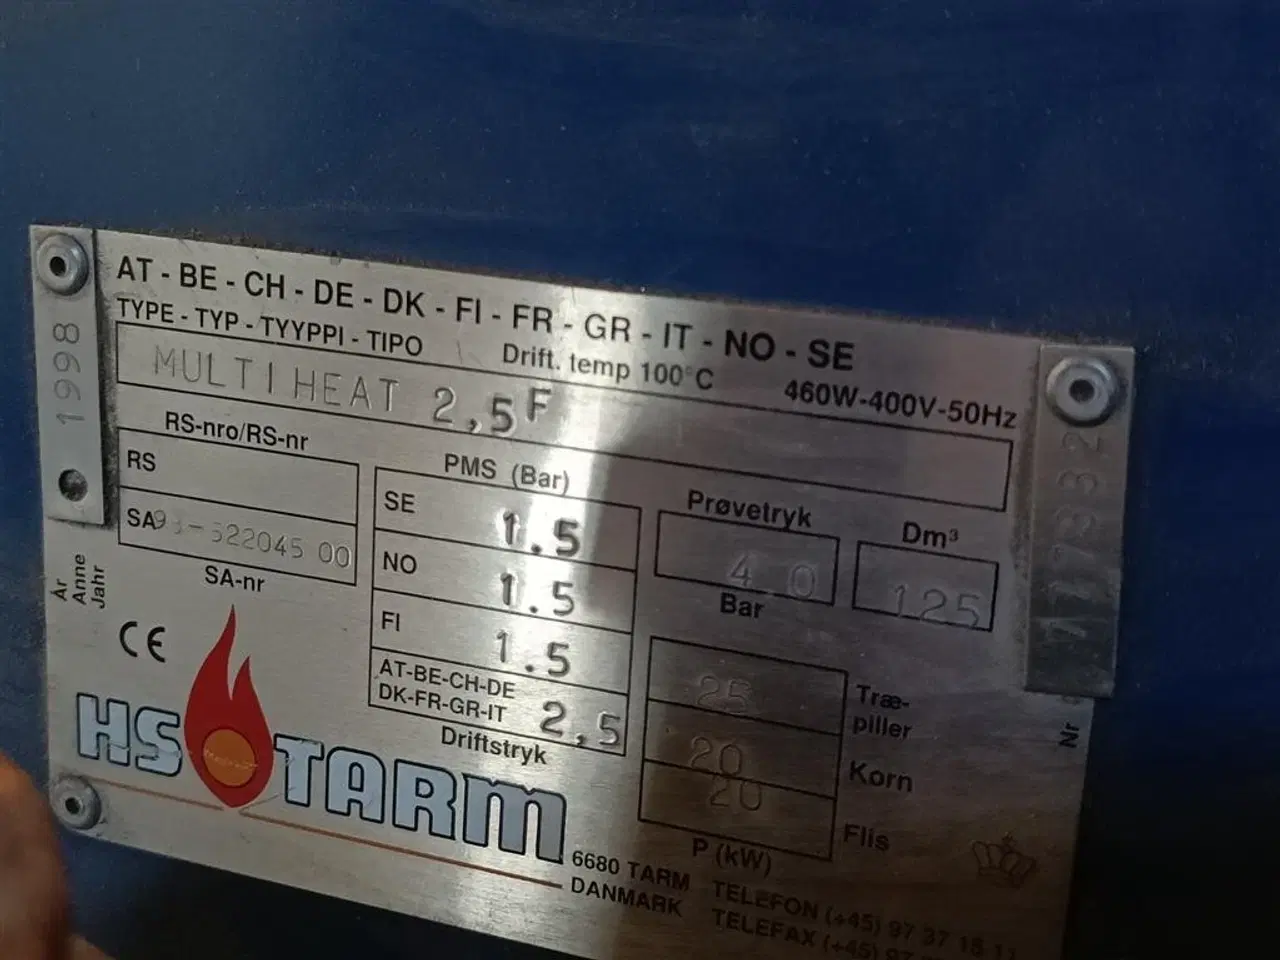 AT - BE - CH - DE - DK - FI - FR - GR - IT - NO - SE
TYPE - TYP - TYYPPI - TIPO
Drift. temp 100°C
460W-400V-50Hz
MULTI HEAT 2,5 F
1998
År
Anne
Jahr
RS-nro/RS-nr
RS
SA
522045 00
SA-nr
PMS (Bar)
SE 1.5
NO 1.5
FI 1.5
AT-BE-CH-DE
DK-FR-GR-IT 2,5
Driftstryk
Prøvetryk
4.0
Bar
Dm³
125
25 Træ-
piller
20 Korn
20 Flis
P (kW)
Nr
CE
HS TARM
6680 TARM
DANMARK
TELEFON (+45) 97 37 15 11
TELEFAX (+45) 97